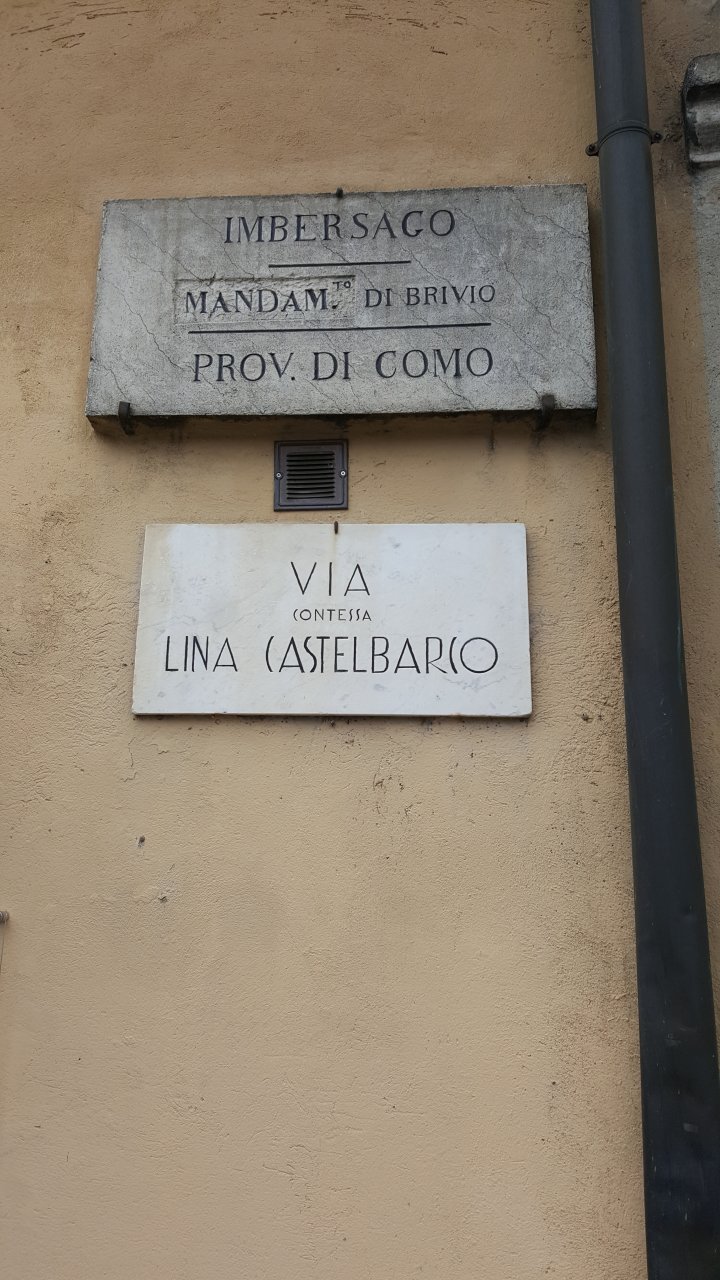 IMBERSAGO
MANDAM.TO DI BRIVIO
PROV. DI COMO
VIA
CONTESSA
LINA CASTELBARCO